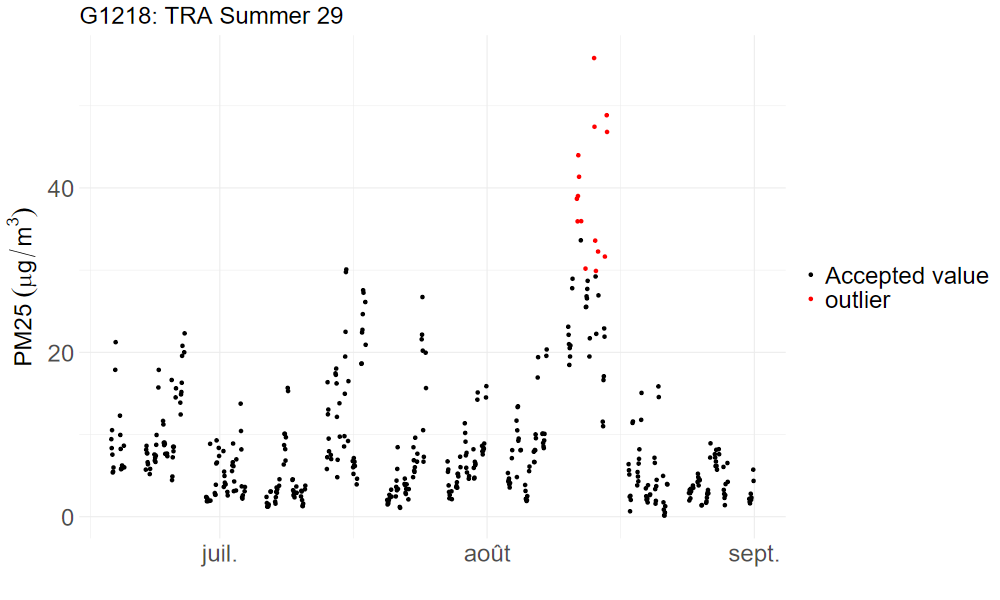 G1218: TRA Summer 29
PM25 (μg/m³)
40
20
0
juil.
août
sept.
Accepted value
outlier